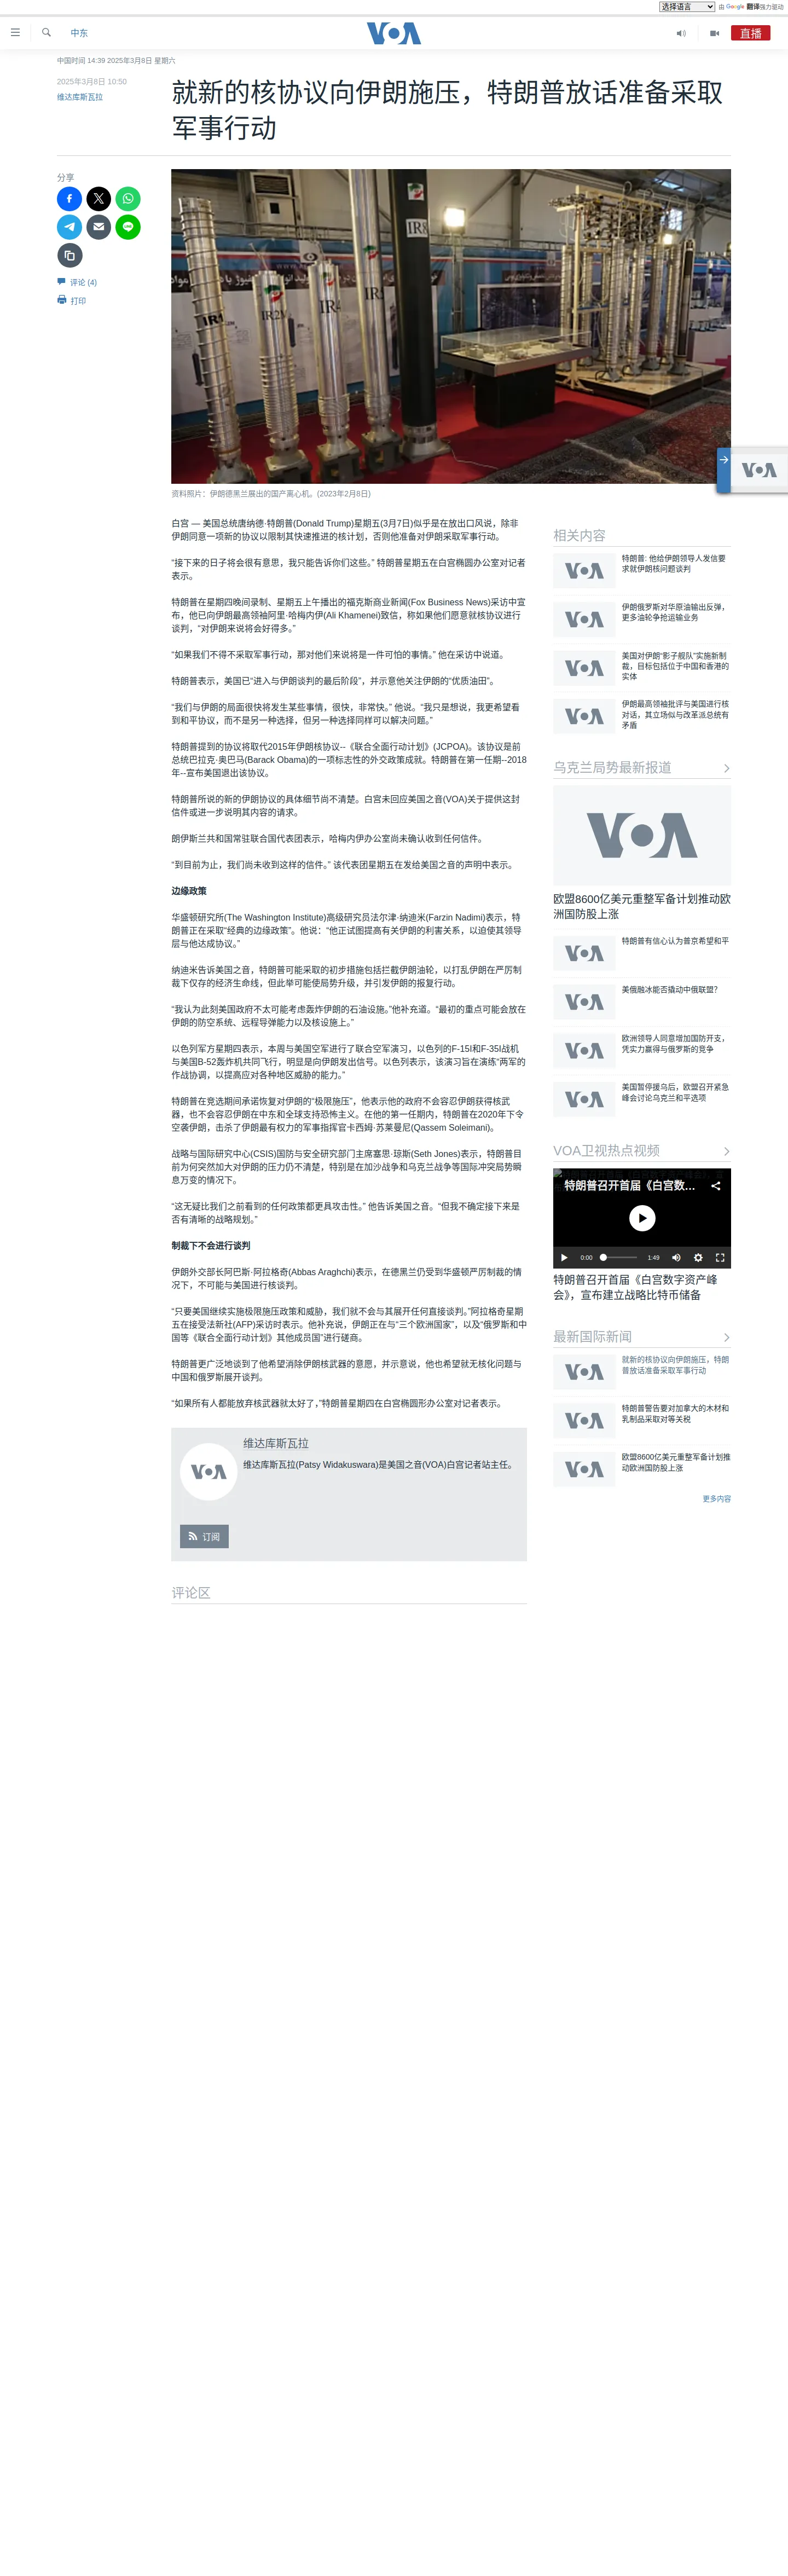 选择语言
由 Google 翻译强力驱动
中东
VOA
直播
中国时间 14:39 2025年3月8日 星期六
2025年3月8日 10:50
维达库斯瓦拉
就新的核协议向伊朗施压，特朗普放话准备采取
军事行动
分享
评论 (4)
打印
IR1
IR2V
IR4
IR5
IR8
VOA
资料照片：伊朗德黑兰展出的国产离心机。(2023年2月8日)
白宫 — 美国总统唐纳德·特朗普(Donald Trump)星期五(3月7日)似乎是在放出口风说，除非
伊朗同意一项新的协议以限制其快速推进的核计划，否则他准备对伊朗采取军事行动。
“接下来的日子将会很有意思，我只能告诉你们这些。” 特朗普星期五在白宫椭圆办公室对记者
表示。
特朗普在星期四晚间录制、星期五上午播出的福克斯商业新闻(Fox Business News)采访中宣
布，他已向伊朗最高领袖阿里·哈梅内伊(Ali Khamenei)致信，称如果他们愿意就核协议进行
谈判，“对伊朗来说将会好得多。”
“如果我们不得不采取军事行动，那对他们来说将是一件可怕的事情。” 他在采访中说道。
特朗普表示，美国已“进入与伊朗谈判的最后阶段”，并示意他关注伊朗的“优质油田”。
“我们与伊朗的局面很快将发生某些事情，很快，非常快。” 他说。“我只是想说，我更希望看
到和平协议，而不是另一种选择，但另一种选择同样可以解决问题。”
特朗普提到的协议将取代2015年伊朗核协议--《联合全面行动计划》(JCPOA)。该协议是前
总统巴拉克·奥巴马(Barack Obama)的一项标志性的外交政策成就。特朗普在第一任期--2018
年--宣布美国退出该协议。
特朗普所说的新的伊朗协议的具体细节尚不清楚。白宫未回应美国之音(VOA)关于提供这封
信件或进一步说明其内容的请求。
朗伊斯兰共和国常驻联合国代表团表示，哈梅内伊办公室尚未确认收到任何信件。
“到目前为止，我们尚未收到这样的信件。” 该代表团星期五在发给美国之音的声明中表示。
边缘政策
华盛顿研究所(The Washington Institute)高级研究员法尔津·纳迪米(Farzin Nadimi)表示，特
朗普正在采取“经典的边缘政策”。他说：“他正试图提高有关伊朗的利害关系，以迫使其领导
层与他达成协议。”
纳迪米告诉美国之音，特朗普可能采取的初步措施包括拦截伊朗油轮，以打乱伊朗在严厉制
裁下仅存的经济生命线，但此举可能使局势升级，并引发伊朗的报复行动。
“我认为此刻美国政府不太可能考虑轰炸伊朗的石油设施。”他补充道。“最初的重点可能会放在
伊朗的防空系统、远程导弹能力以及核设施上。”
以色列军方星期四表示，本周与美国空军进行了联合空军演习，以色列的F-15I和F-35I战机
与美国B-52轰炸机共同飞行，明显是向伊朗发出信号。以色列表示，该演习旨在演练“两军的
作战协调，以提高应对各种地区威胁的能力。”
特朗普在竞选期间承诺恢复对伊朗的“极限施压”，他表示他的政府不会容忍伊朗获得核武
器，也不会容忍伊朗在中东和全球支持恐怖主义。在他的第一任期内，特朗普在2020年下令
空袭伊朗，击杀了伊朗最有权力的军事指挥官卡西姆·苏莱曼尼(Qassem Soleimani)。
战略与国际研究中心(CSIS)国防与安全研究部门主席塞思·琼斯(Seth Jones)表示，特朗普目
前为何突然加大对伊朗的压力仍不清楚，特别是在加沙战争和乌克兰战争等国际冲突局势瞬
息万变的情况下。
“这无疑比我们之前看到的任何政策都更具攻击性。” 他告诉美国之音。“但我不确定接下来是
否有清晰的战略规划。”
制裁下不会进行谈判
伊朗外交部长阿巴斯·阿拉格奇(Abbas Araghchi)表示，在德黑兰仍受到华盛顿严厉制裁的情
况下，不可能与美国进行核谈判。
“只要美国继续实施极限施压政策和威胁，我们就不会与其展开任何直接谈判。”阿拉格奇星期
五在接受法新社(AFP)采访时表示。他补充说，伊朗正在与“三个欧洲国家”，以及“俄罗斯和中
国等《联合全面行动计划》其他成员国”进行磋商。
特朗普更广泛地谈到了他希望消除伊朗核武器的意愿，并示意说，他也希望就无核化问题与
中国和俄罗斯展开谈判。
“如果所有人都能放弃核武器就太好了，”特朗普星期四在白宫椭圆形办公室对记者表示。
VOA
维达库斯瓦拉
维达库斯瓦拉(Patsy Widakuswara)是美国之音(VOA)白宫记者站主任。
订阅
评论区
相关内容
VOA
特朗普: 他给伊朗领导人发信要
求就伊朗核问题谈判
VOA
伊朗俄罗斯对华原油输出反弹，
更多油轮争抢运输业务
VOA
美国对伊朗“影子舰队”实施新制
裁，目标包括位于中国和香港的
实体
VOA
伊朗最高领袖批评与美国进行核
对话，其立场似与改革派总统有
矛盾
乌克兰局势最新报道
VOA
欧盟8600亿美元重整军备计划推动欧
洲国防股上涨
VOA
特朗普有信心认为普京希望和平
VOA
美俄融冰能否撬动中俄联盟？
VOA
欧洲领导人同意增加国防开支，
凭实力赢得与俄罗斯的竞争
VOA
美国暂停援乌后，欧盟召开紧急
峰会讨论乌克兰和平选项
VOA卫视热点视频
特朗普召开首届《白宫数...
0:00
1:49
特朗普召开首届《白宫数字资产峰
会》，宣布建立战略比特币储备
最新国际新闻
VOA
就新的核协议向伊朗施压，特朗
普放话准备采取军事行动
VOA
特朗普警告要对加拿大的木材和
乳制品采取对等关税
VOA
欧盟8600亿美元重整军备计划推
动欧洲国防股上涨
更多内容